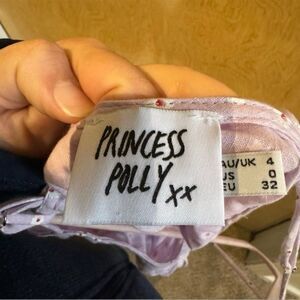 PRINCESS
POLLY xx
AU/UK 4
US 0
EU 32